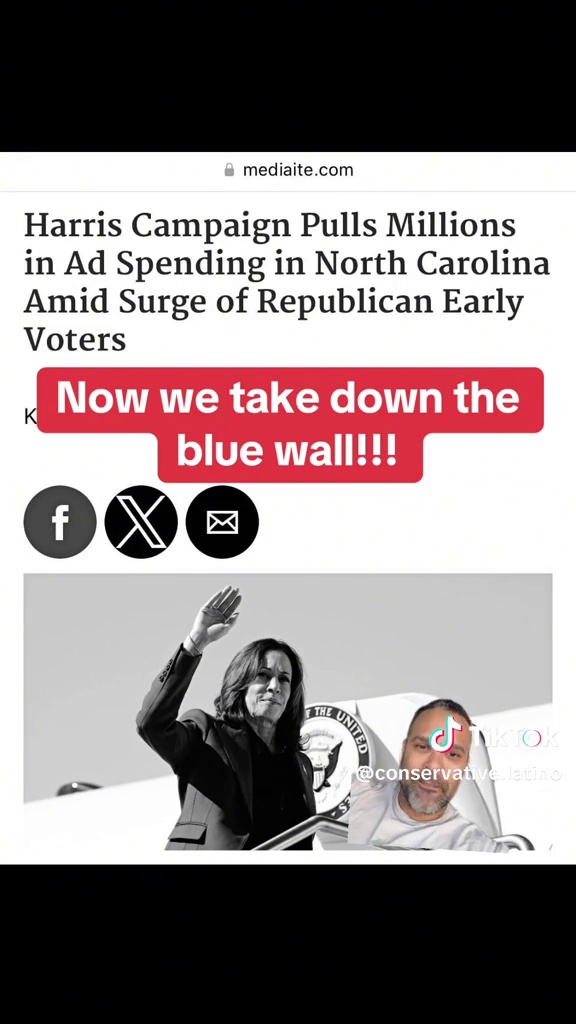 mediaite.com
Harris Campaign Pulls Millions
in Ad Spending in North Carolina
Amid Surge of Republican Early
Voters
K
Now we take down the
blue wall!!!
f
X
OF THE UNITED
TikTok
@conservative.latino